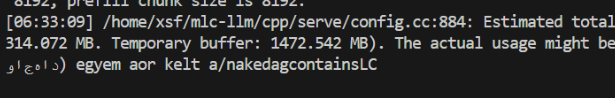 8192, prefill chunk size is 8192.
[06:33:09] /home/xsf/mlc-llm/cpp/serve/config.cc:884: Estimated total
314.072 MB. Temporary buffer: 1472.542 MB). The actual usage might be
داهجاو) egyem aor kelt a/nakedagcontainsLC